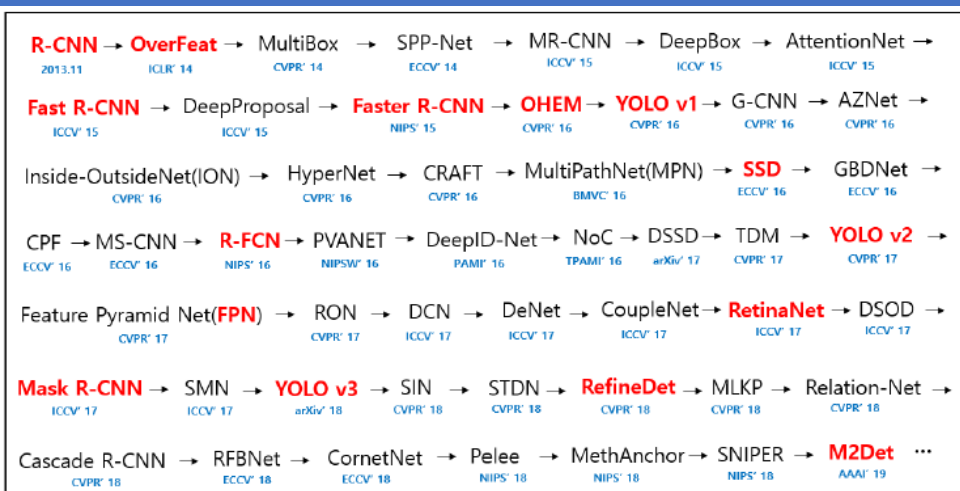 R-CNN → OverFeat → MultiBox → SPP-Net → MR-CNN → DeepBox → AttentionNet →
2013.11 ICLR' 14 CVPR' 14 ECCV' 14 ICCV' 15 ICCV' 15 ICCV' 15
Fast R-CNN → DeepProposal → Faster R-CNN → OHEM → YOLO v1 → G-CNN → AZNet →
ICCV' 15 ICCV' 15 NIPS' 15 CVPR' 16 CVPR' 16 CVPR' 16 CVPR' 16
Inside-OutsideNet(ION) → HyperNet → CRAFT → MultiPathNet(MPN) → SSD → GBDNet →
CVPR' 16 CVPR' 16 CVPR' 16 BMVC' 16 ECCV' 16 ECCV' 16
CPF → MS-CNN → R-FCN → PVANET → DeepID-Net → NoC → DSSD → TDM → YOLO v2 →
ECCV' 16 ECCV' 16 NIPS' 16 NIPSW' 16 PAMI' 16 TPAMI' 16 arXiv' 17 CVPR' 17 CVPR' 17
Feature Pyramid Net(FPN) → RON → DCN → DeNet → CoupleNet → RetinaNet → DSOD →
CVPR' 17 CVPR' 17 ICCV' 17 ICCV' 17 ICCV' 17 ICCV' 17 ICCV' 17
Mask R-CNN → SMN → YOLO v3 → SIN → STDN → RefineDet → MLKP → Relation-Net →
ICCV' 17 ICCV' 17 arXiv' 18 CVPR' 18 CVPR' 18 CVPR' 18 CVPR' 18 CVPR' 18
Cascade R-CNN → RFBNet → CornetNet → Pelee → MethAnchor → SNIPER → M2Det ···
CVPR' 18 ECCV' 18 ECCV' 18 NIPS' 18 NIPS' 18 NIPS' 18 AAAI' 19